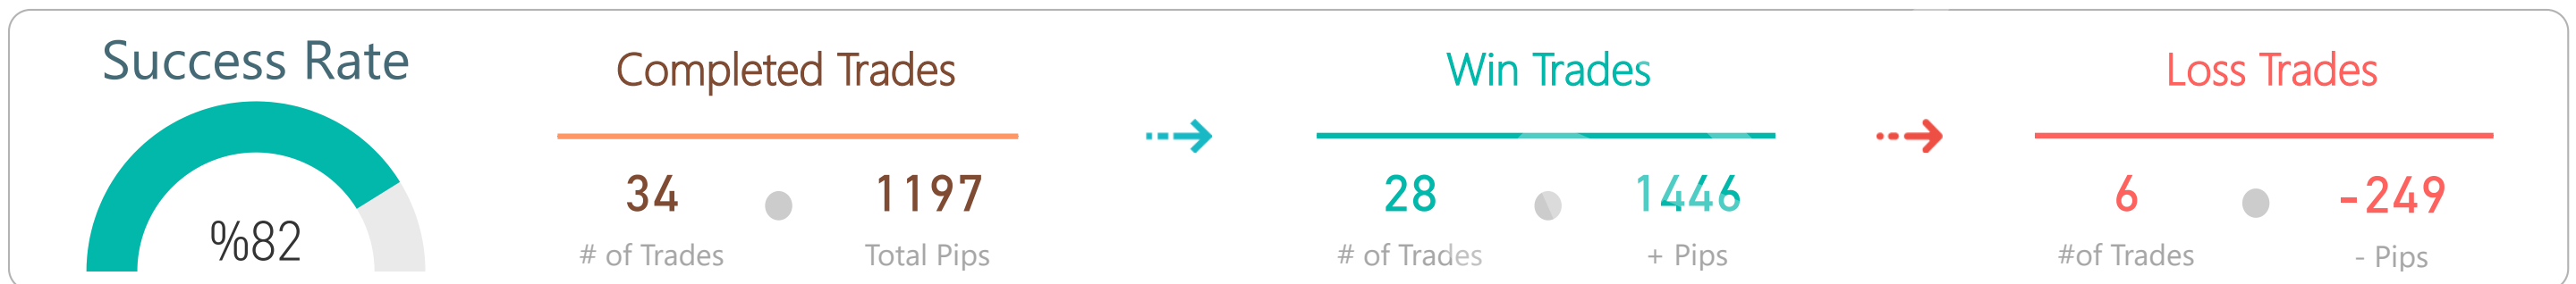 Success Rate
%82
Completed Trades
34 1197
# of Trades Total Pips
Win Trades
28 1446
# of Trades + Pips
Loss Trades
6 -249
#of Trades - Pips